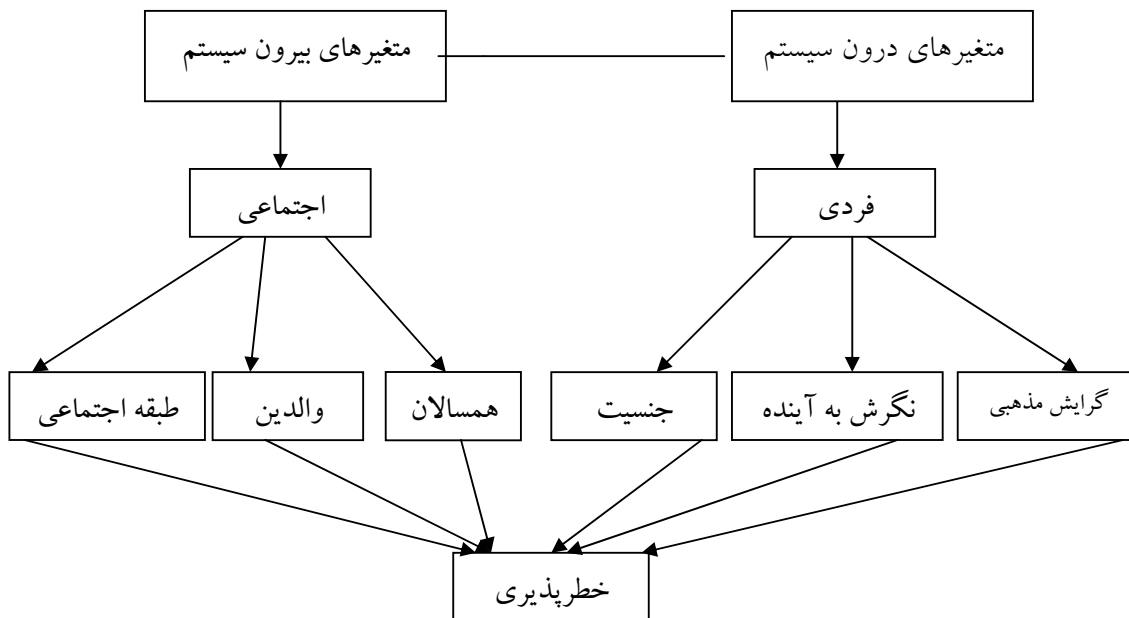 متغیرهای درون سیستم
متغیرهای بیرون سیستم
فردی
اجتماعی
گرایش مذهبی
نگرش به آینده
جنسیت
همسالان
والدین
طبقه اجتماعی
خطرپذیری